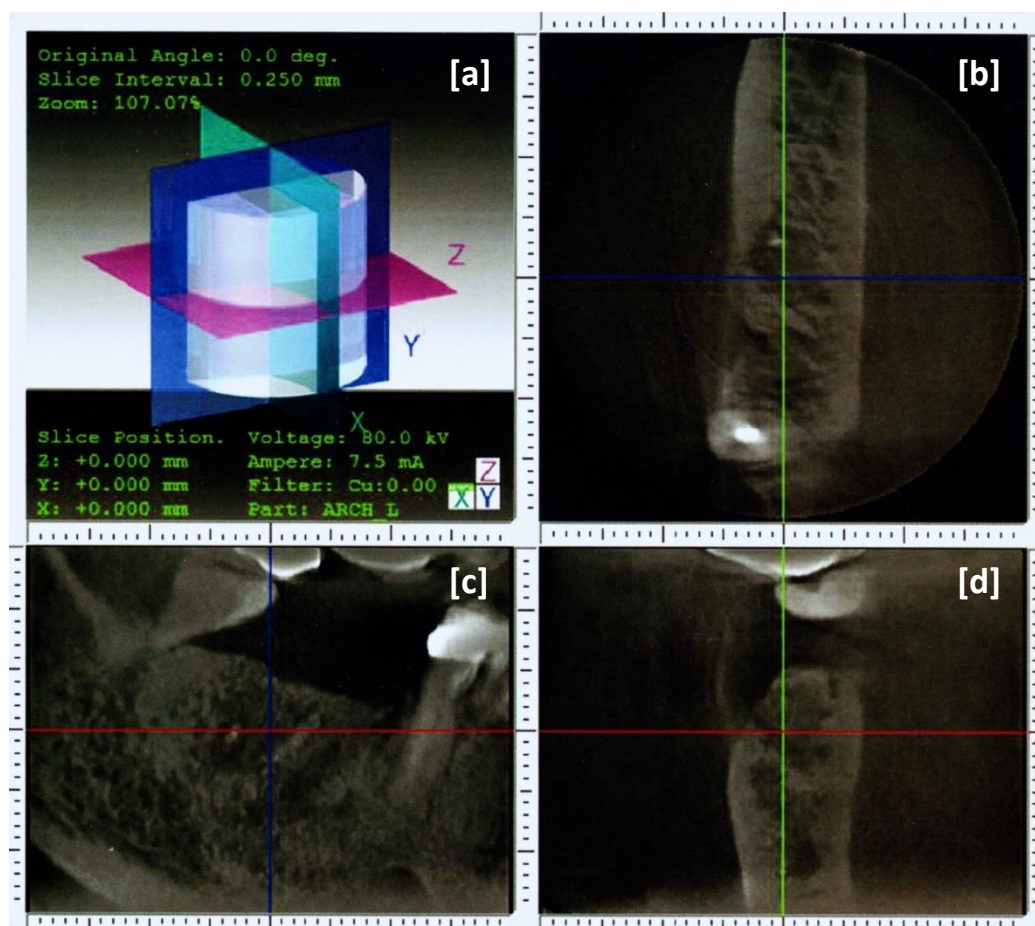 Original Angle: 0.0 deg.
Slice Interval: 0.250 mm
Zoom: 107.07%
[a]
Z
Y
X
Slice Position. Voltage: 80.0 kV
Z: +0.000 mm Ampere: 7.5 mA
Y: +0.000 mm Filter: Cu:0.00
X: +0.000 mm Part: ARCH_L
Z
X Y
[b]
[c]
[d]